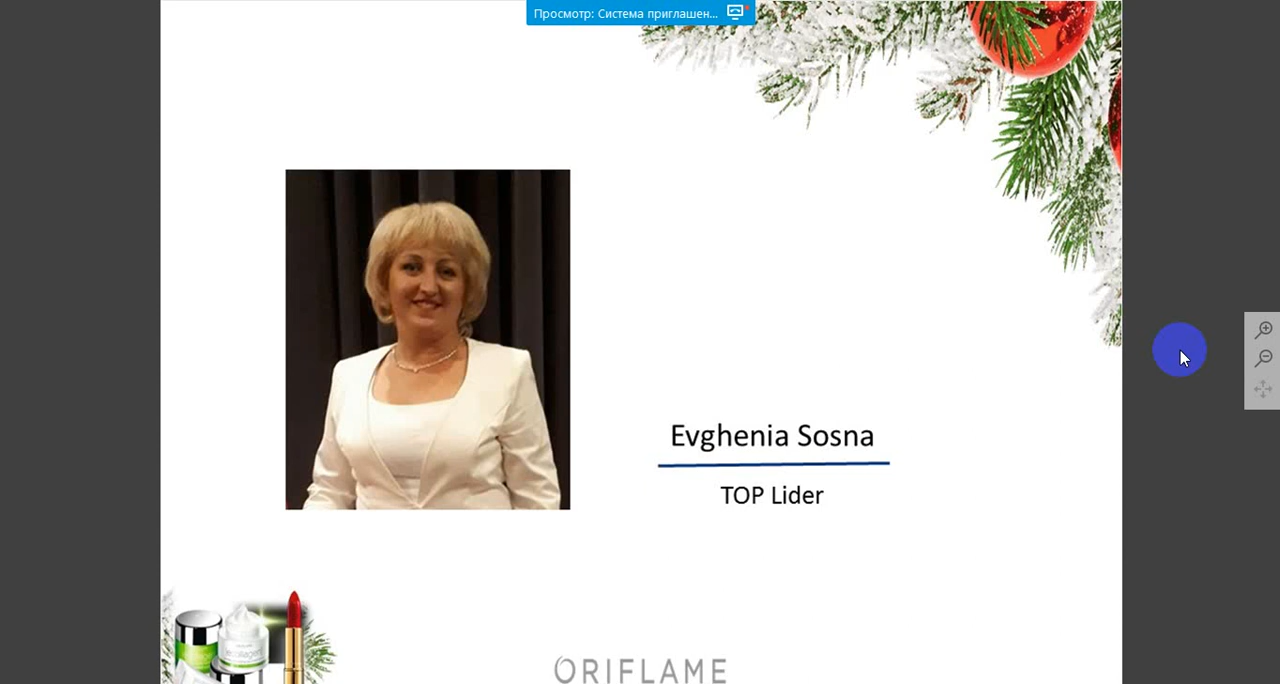 Просмотр: Система приглашен...
Evghenia Sosna
TOP Lider
ORIFLAME